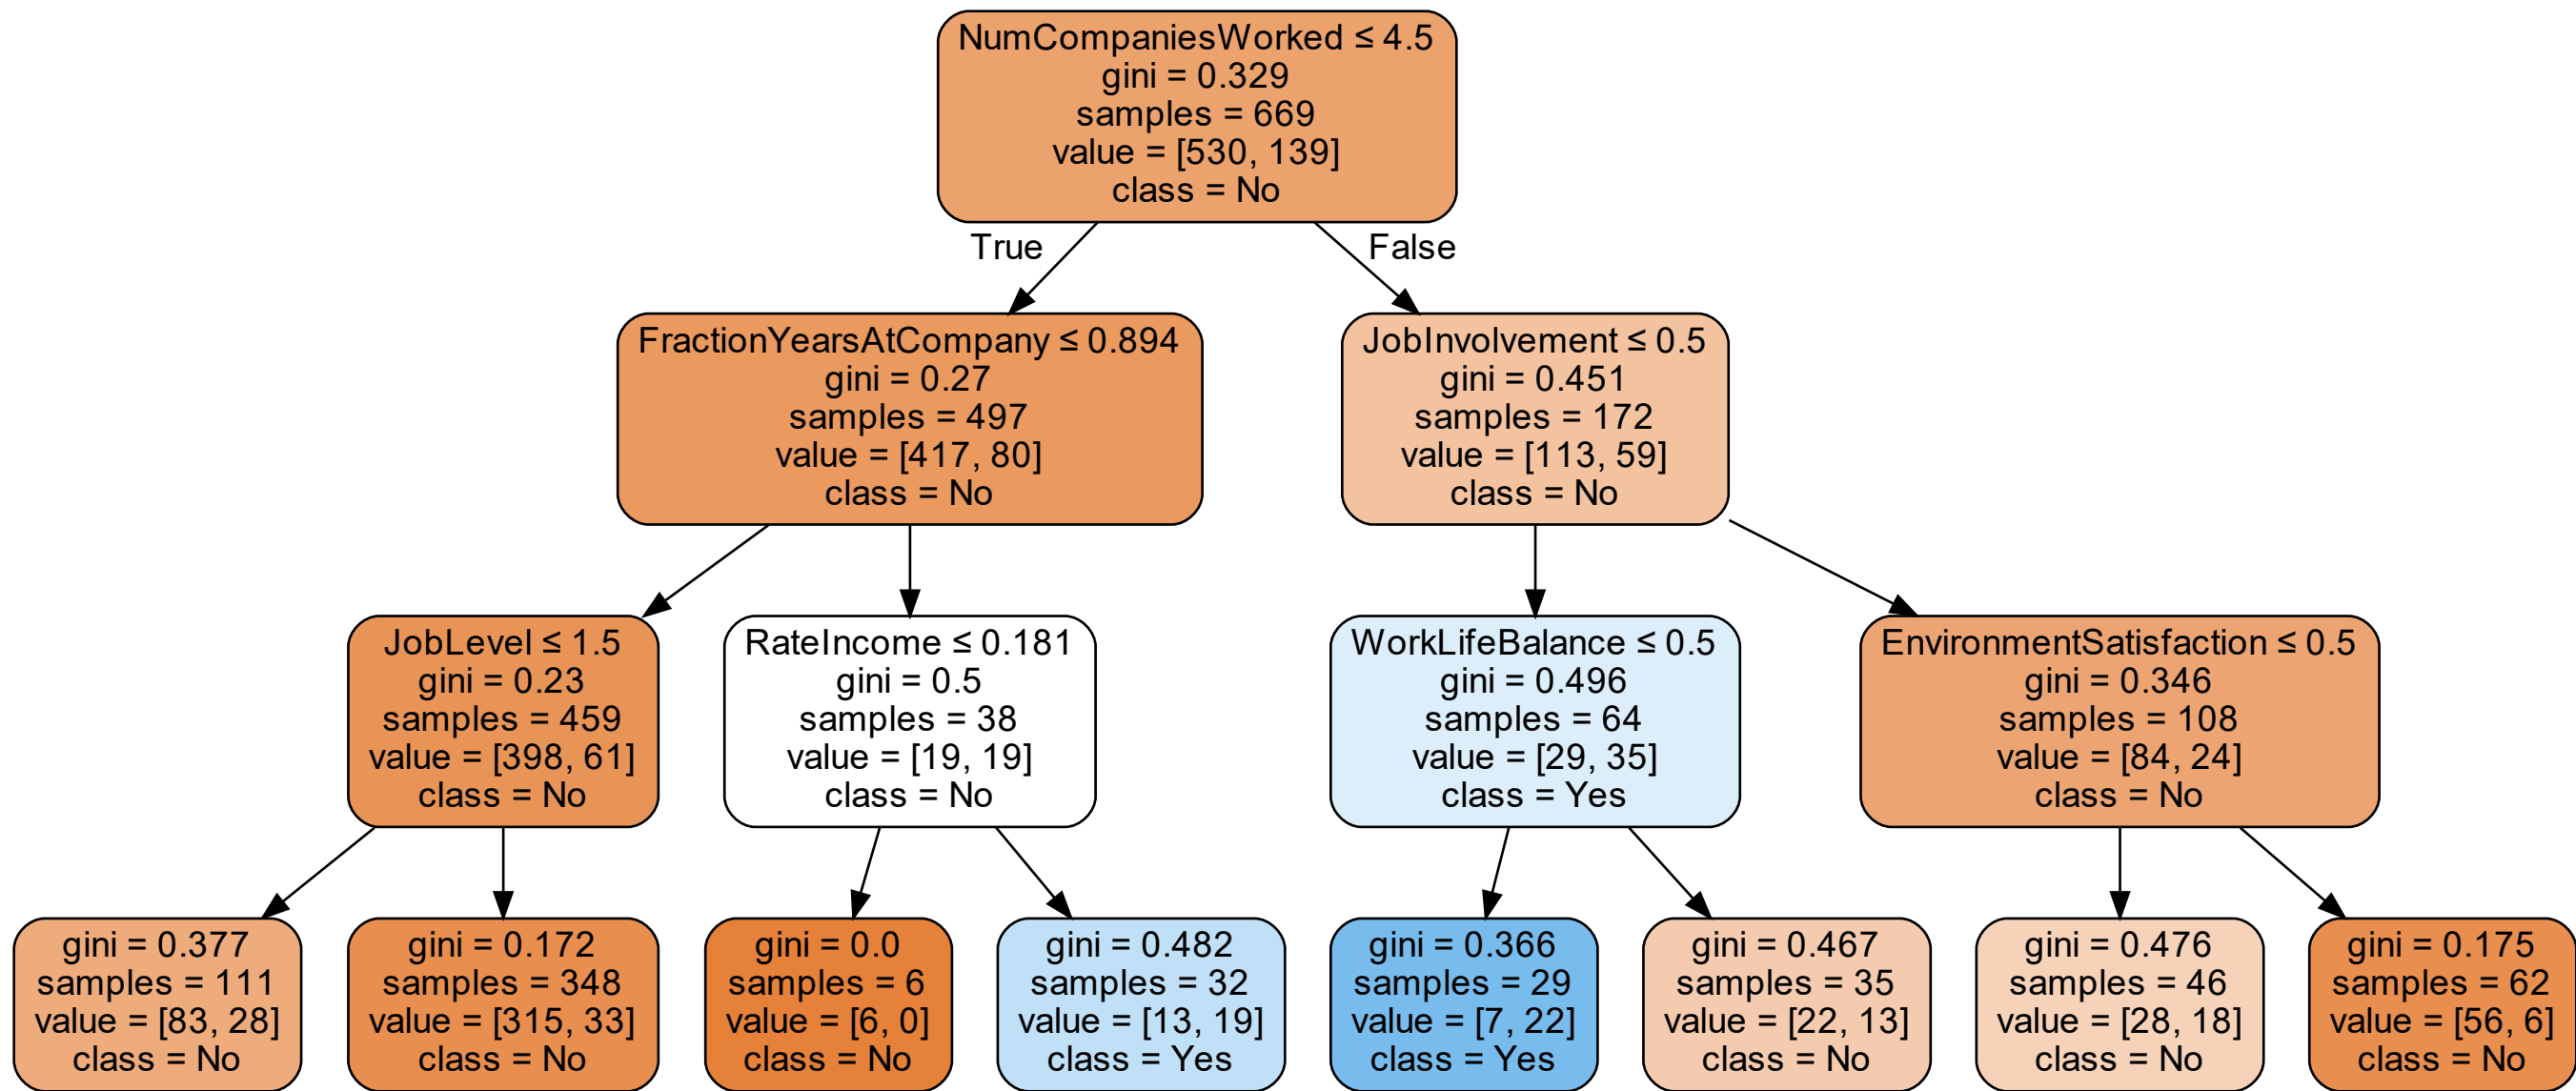 NumCompaniesWorked ≤ 4.5
gini = 0.329
samples = 669
value = [530, 139]
class = No
True
False
FractionYearsAtCompany ≤ 0.894
gini = 0.27
samples = 497
value = [417, 80]
class = No
JobInvolvement ≤ 0.5
gini = 0.451
samples = 172
value = [113, 59]
class = No
JobLevel ≤ 1.5
gini = 0.23
samples = 459
value = [398, 61]
class = No
RateIncome ≤ 0.181
gini = 0.5
samples = 38
value = [19, 19]
class = No
WorkLifeBalance ≤ 0.5
gini = 0.496
samples = 64
value = [29, 35]
class = Yes
EnvironmentSatisfaction ≤ 0.5
gini = 0.346
samples = 108
value = [84, 24]
class = No
gini = 0.377
samples = 111
value = [83, 28]
class = No
gini = 0.172
samples = 348
value = [315, 33]
class = No
gini = 0.0
samples = 6
value = [6, 0]
class = No
gini = 0.482
samples = 32
value = [13, 19]
class = Yes
gini = 0.366
samples = 29
value = [7, 22]
class = Yes
gini = 0.467
samples = 35
value = [22, 13]
class = No
gini = 0.476
samples = 46
value = [28, 18]
class = No
gini = 0.175
samples = 62
value = [56, 6]
class = No